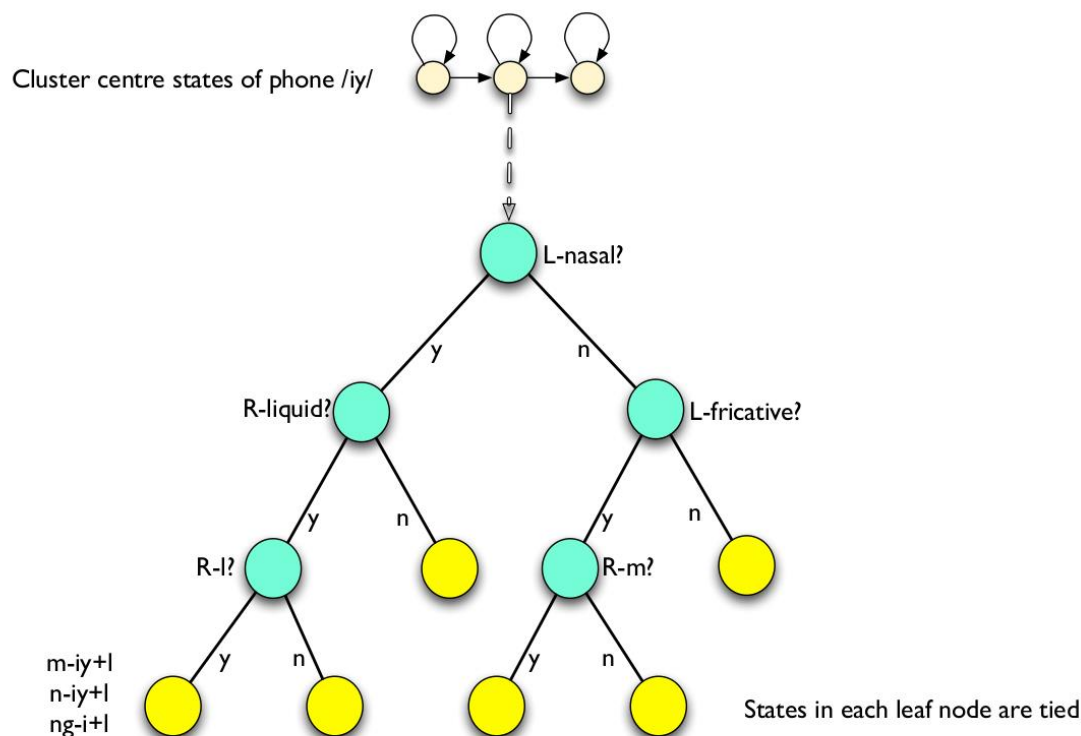 Cluster centre states of phone /iy/
L-nasal?
y
n
R-liquid?
L-fricative?
y
n
y
n
R-l?
R-m?
y
n
y
n
m-iy+l
n-iy+l
ng-i+l
States in each leaf node are tied